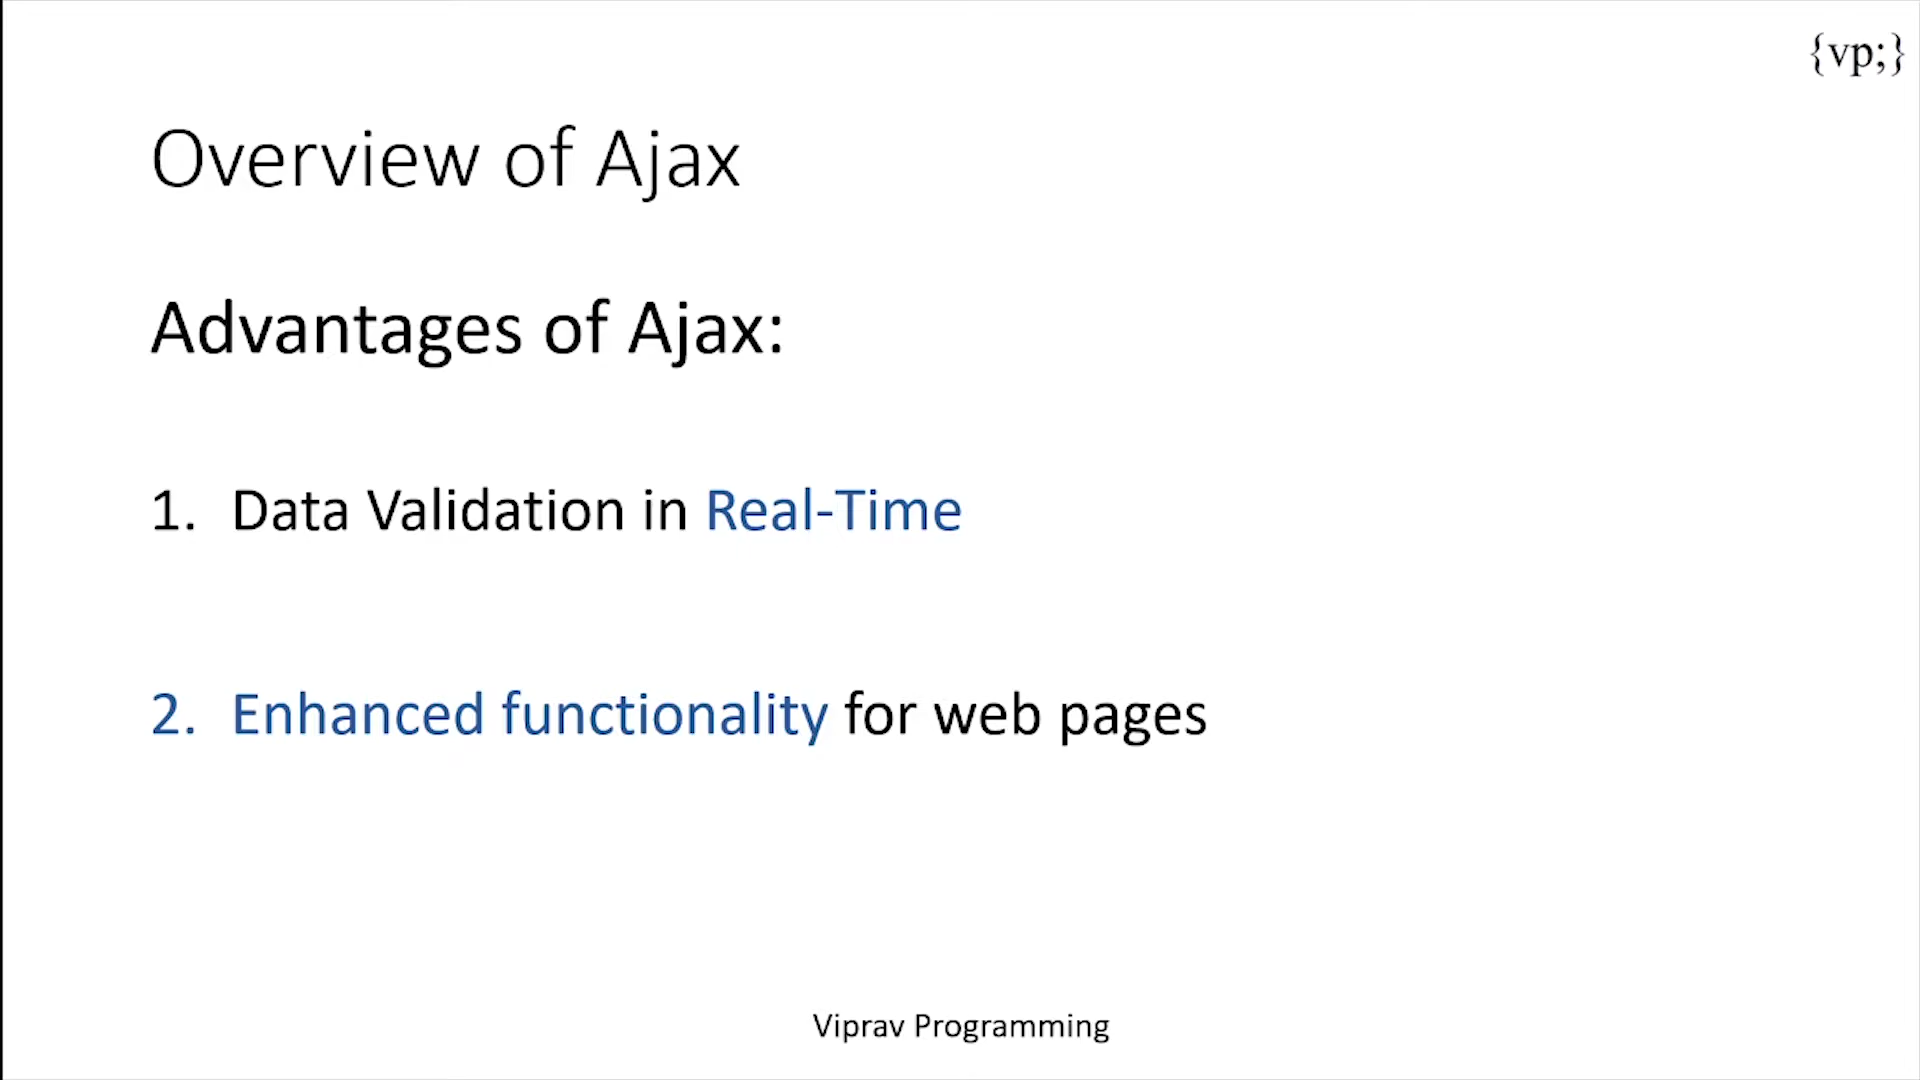 {vp;}
Overview of Ajax
Advantages of Ajax:
1. Data Validation in Real-Time
2. Enhanced functionality for web pages
Viprav Programming